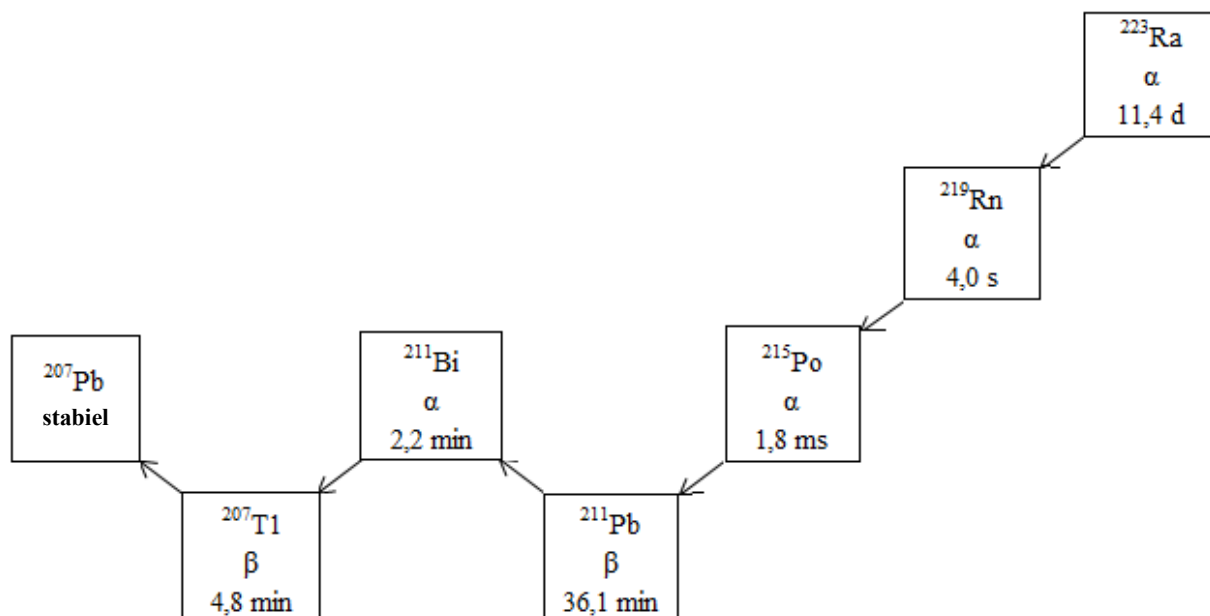 ²²³Ra
α
11,4 d
²¹⁹Rn
α
4,0 s
²¹⁵Po
α
1,8 ms
²¹¹Bi
α
2,2 min
²⁰⁷Pb
stabiel
²⁰⁷T1
β
4,8 min
²¹¹Pb
β
36,1 min